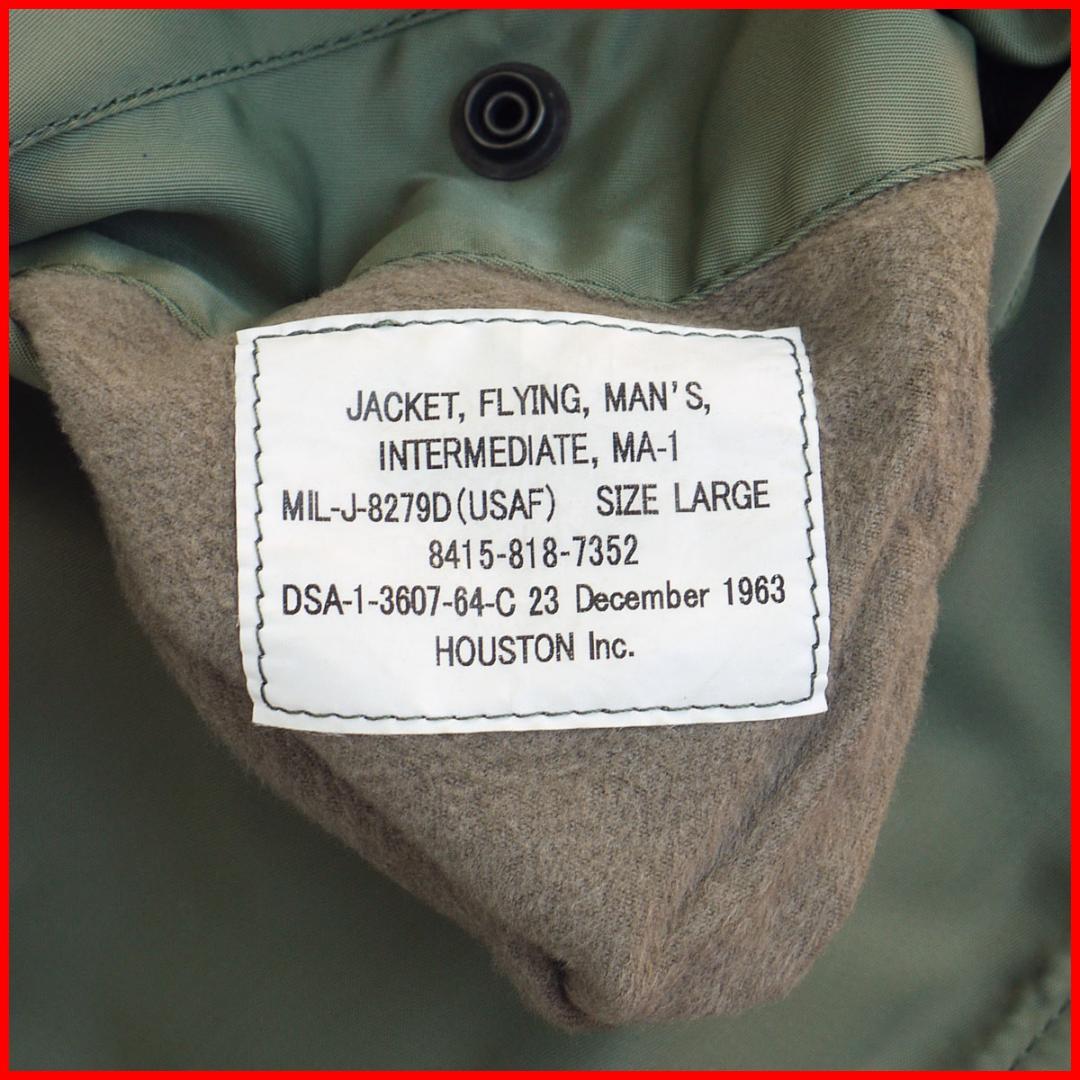 JACKET, FLYING, MAN'S,
INTERMEDIATE, MA-1
MIL-J-8279D(USAF) SIZE LARGE
8415-818-7352
DSA-1-3607-64-C 23 December 1963
HOUSTON Inc.